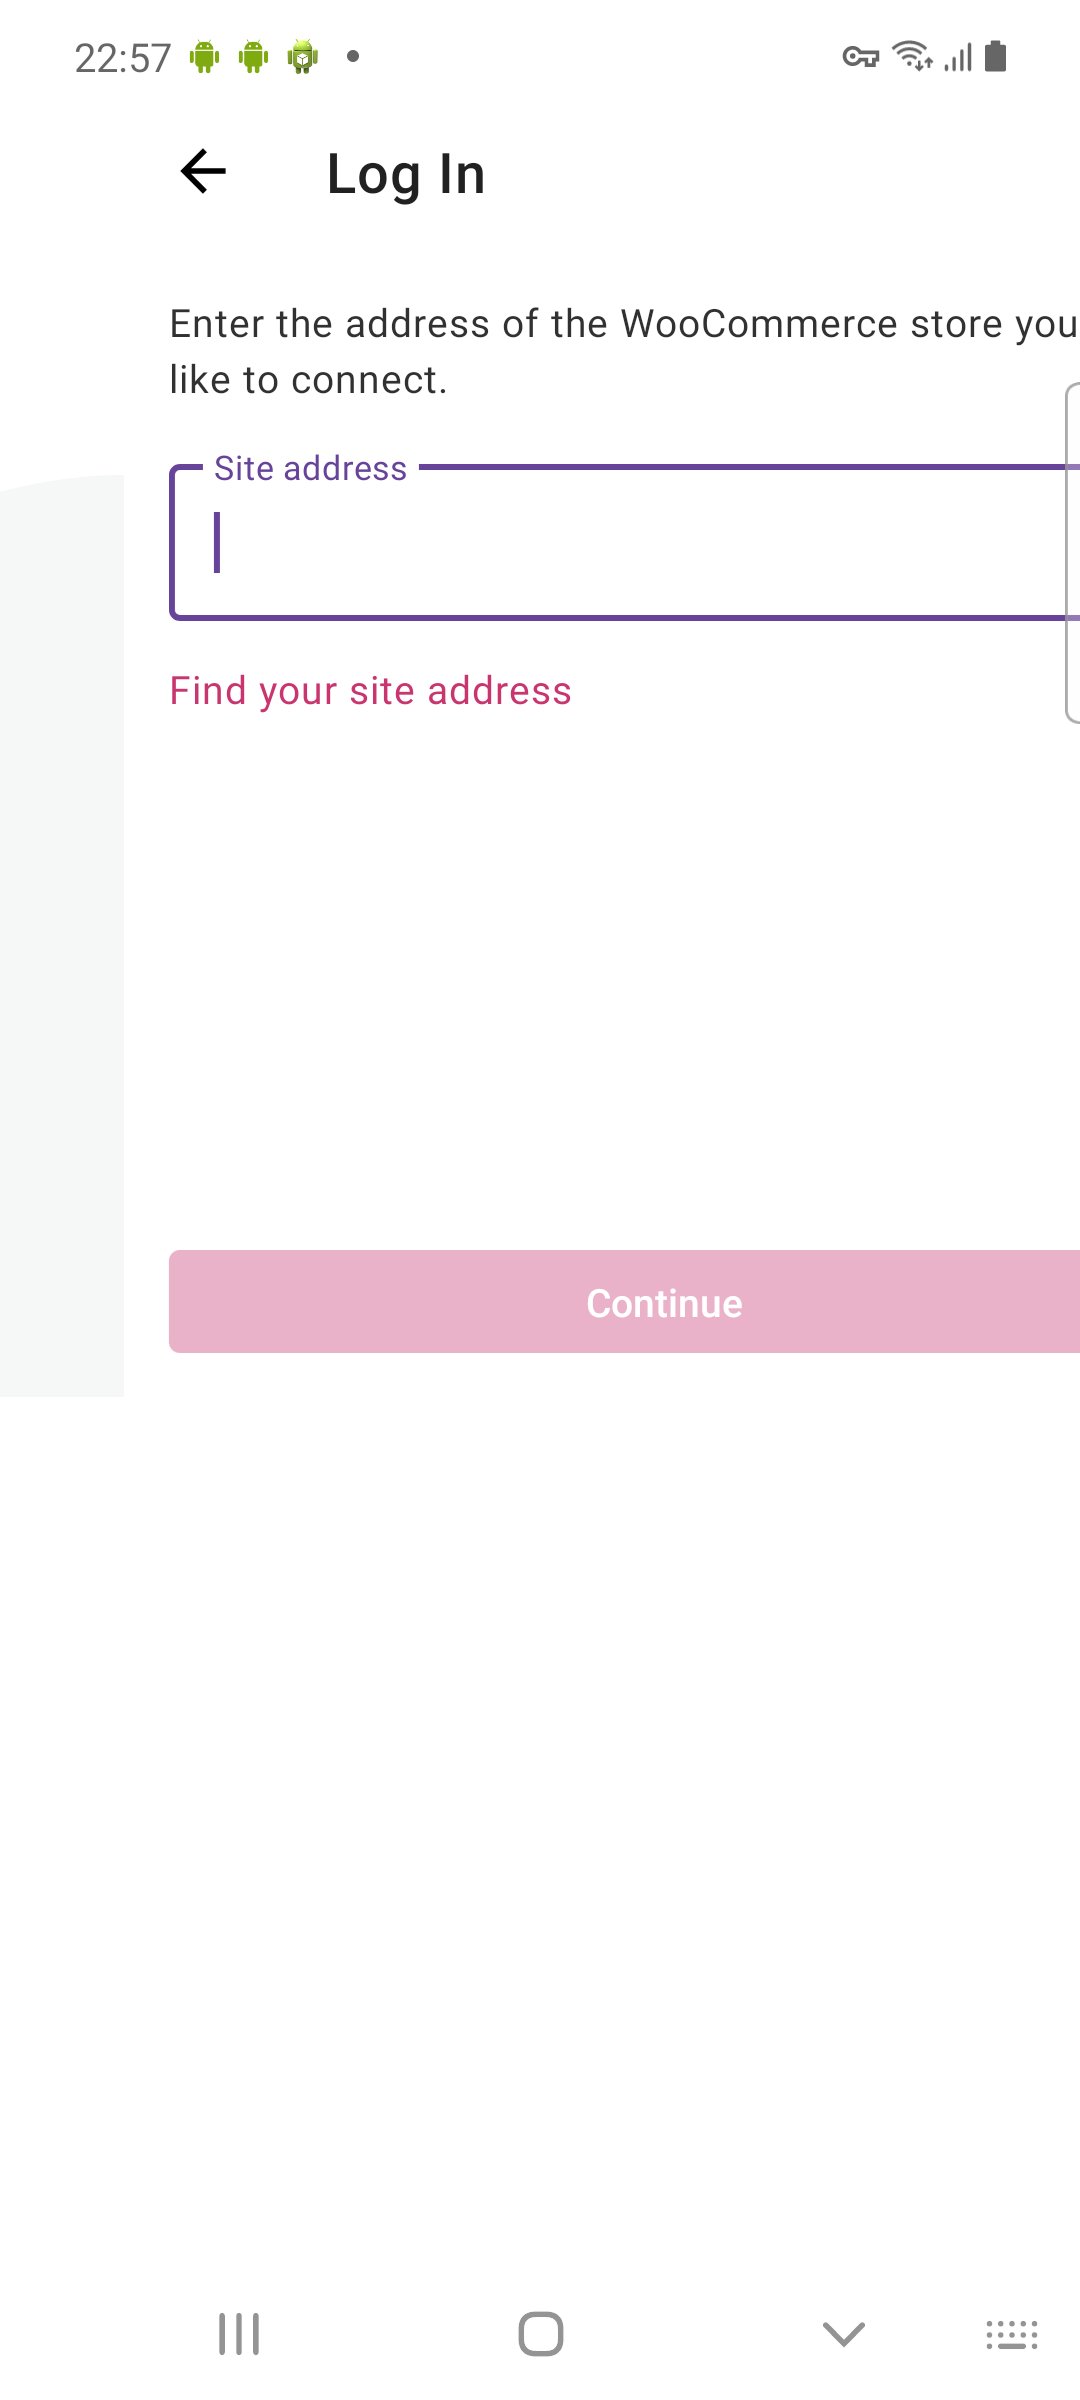 22:57
Log In
Enter the address of the WooCommerce store you
like to connect.
Site address
Find your site address
Continue